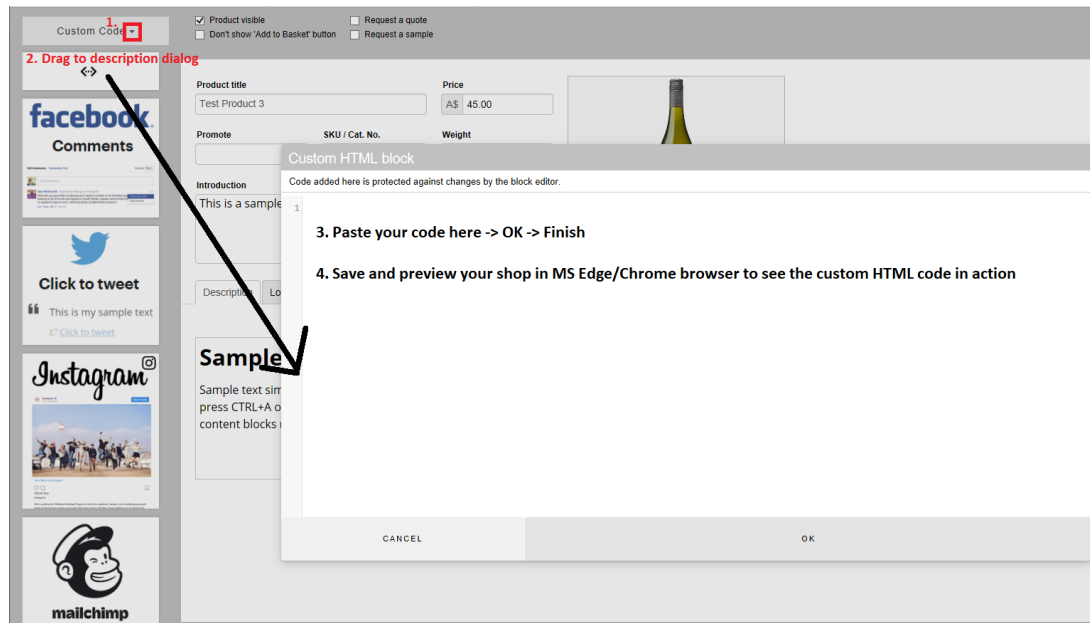 1.
Custom Code
2. Drag to description dialog
Product visible
Request a quote
Don't show 'Add to Basket' button
Request a sample
facebook
Comments
Click to tweet
This is my sample text
Click to tweet
Instagram
mailchimp
Product title
Price
Test Product 3
A$ 45.00
Promote
SKU / Cat. No.
Weight
Introduction
This is a sample
Description
Lo
Sample
Sample text sim
press CTRL+A o
content blocks
Custom HTML block
Code added here is protected against changes by the block editor.
1
3. Paste your code here -> OK -> Finish
4. Save and preview your shop in MS Edge/Chrome browser to see the custom HTML code in action
CANCEL
OK